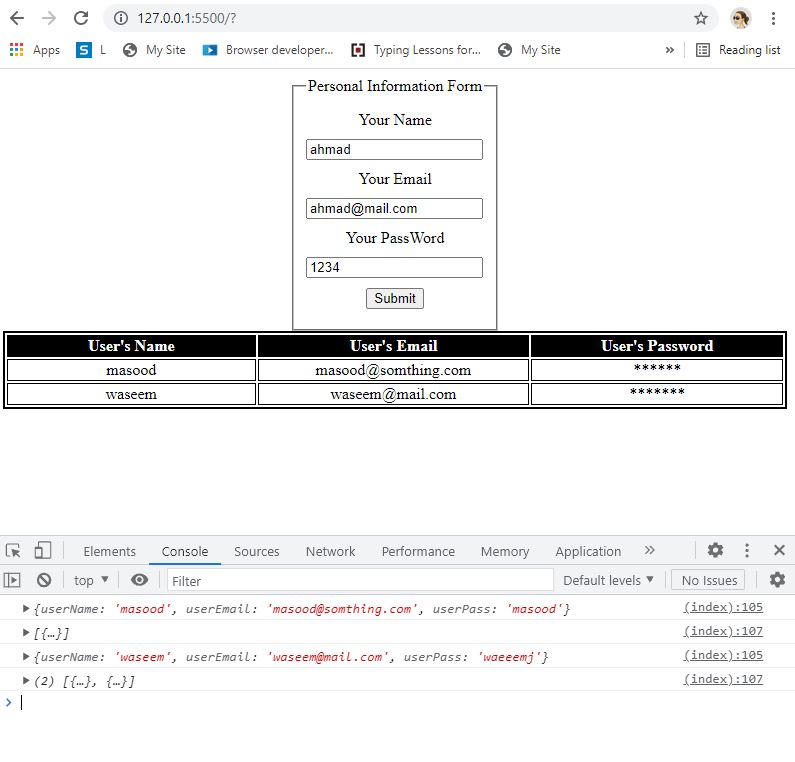 127.0.0.1:5500/?
Apps L My Site Browser developer... Typing Lessons for... My Site » Reading list
Personal Information Form
Your Name
ahmad
Your Email
ahmad@mail.com
Your PassWord
1234
Submit
User's Name User's Email User's Password
masood masood@somthing.com ******
waseem waseem@mail.com *******
Elements Console Sources Network Performance Memory Application »
top ▼ Filter Default levels ▼ No Issues
▶ {userName: 'masood', userEmail: 'masood@somthing.com', userPass: 'masood'} (index):105
▶ [{…}] (index):107
▶ {userName: 'waseem', userEmail: 'waseem@mail.com', userPass: 'waeeemj'} (index):105
▶ (2) [{…}, {…}] (index):107
>